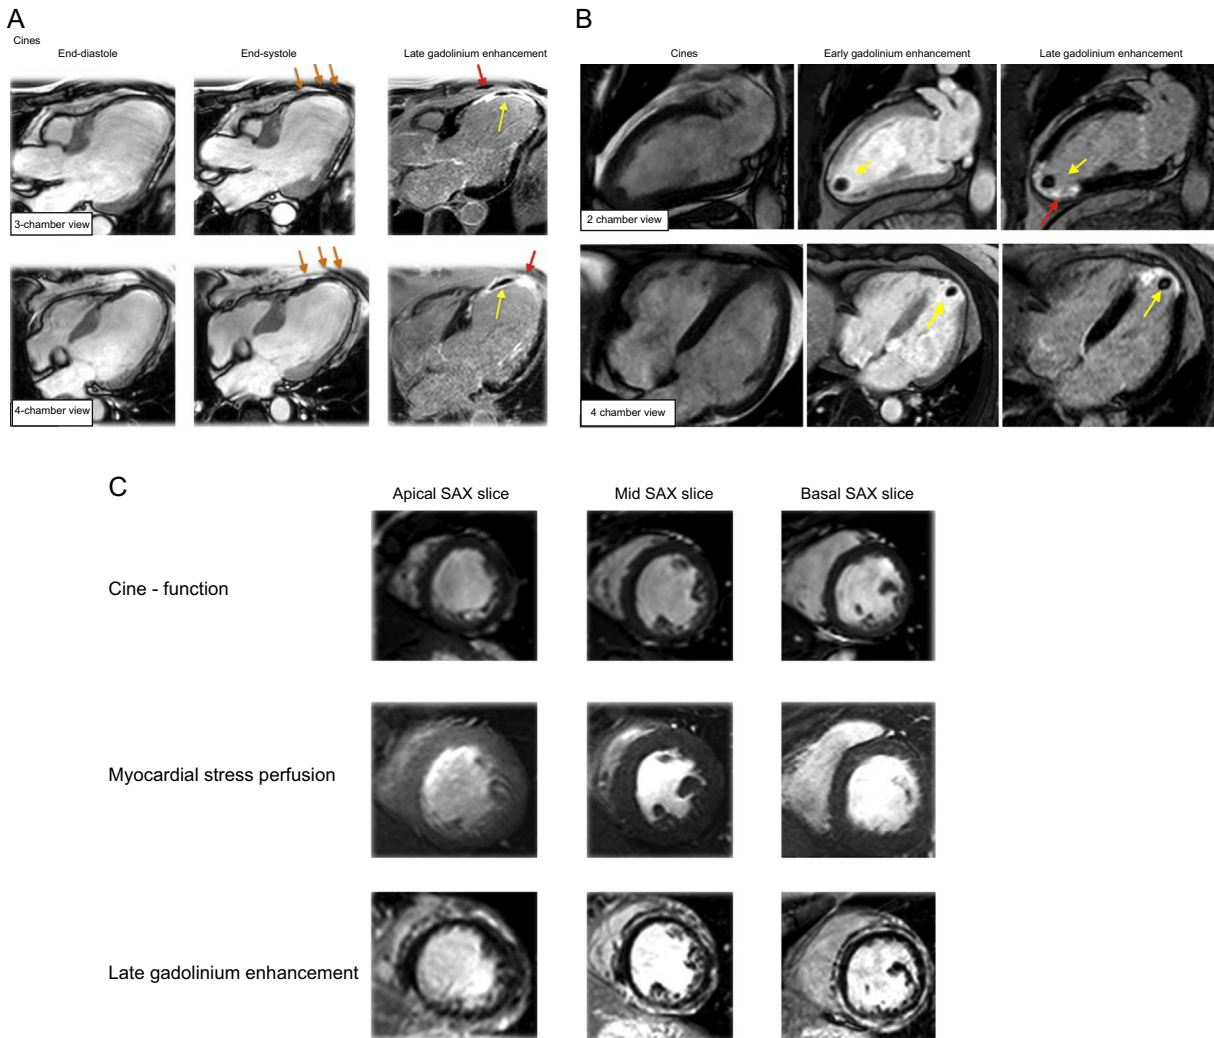 A
Cines
End-diastole
End-systole
Late gadolinium enhancement
3-chamber view
4-chamber view
B
Cines
Early gadolinium enhancement
Late gadolinium enhancement
2 chamber view
4 chamber view
C
Apical SAX slice
Mid SAX slice
Basal SAX slice
Cine - function
Myocardial stress perfusion
Late gadolinium enhancement